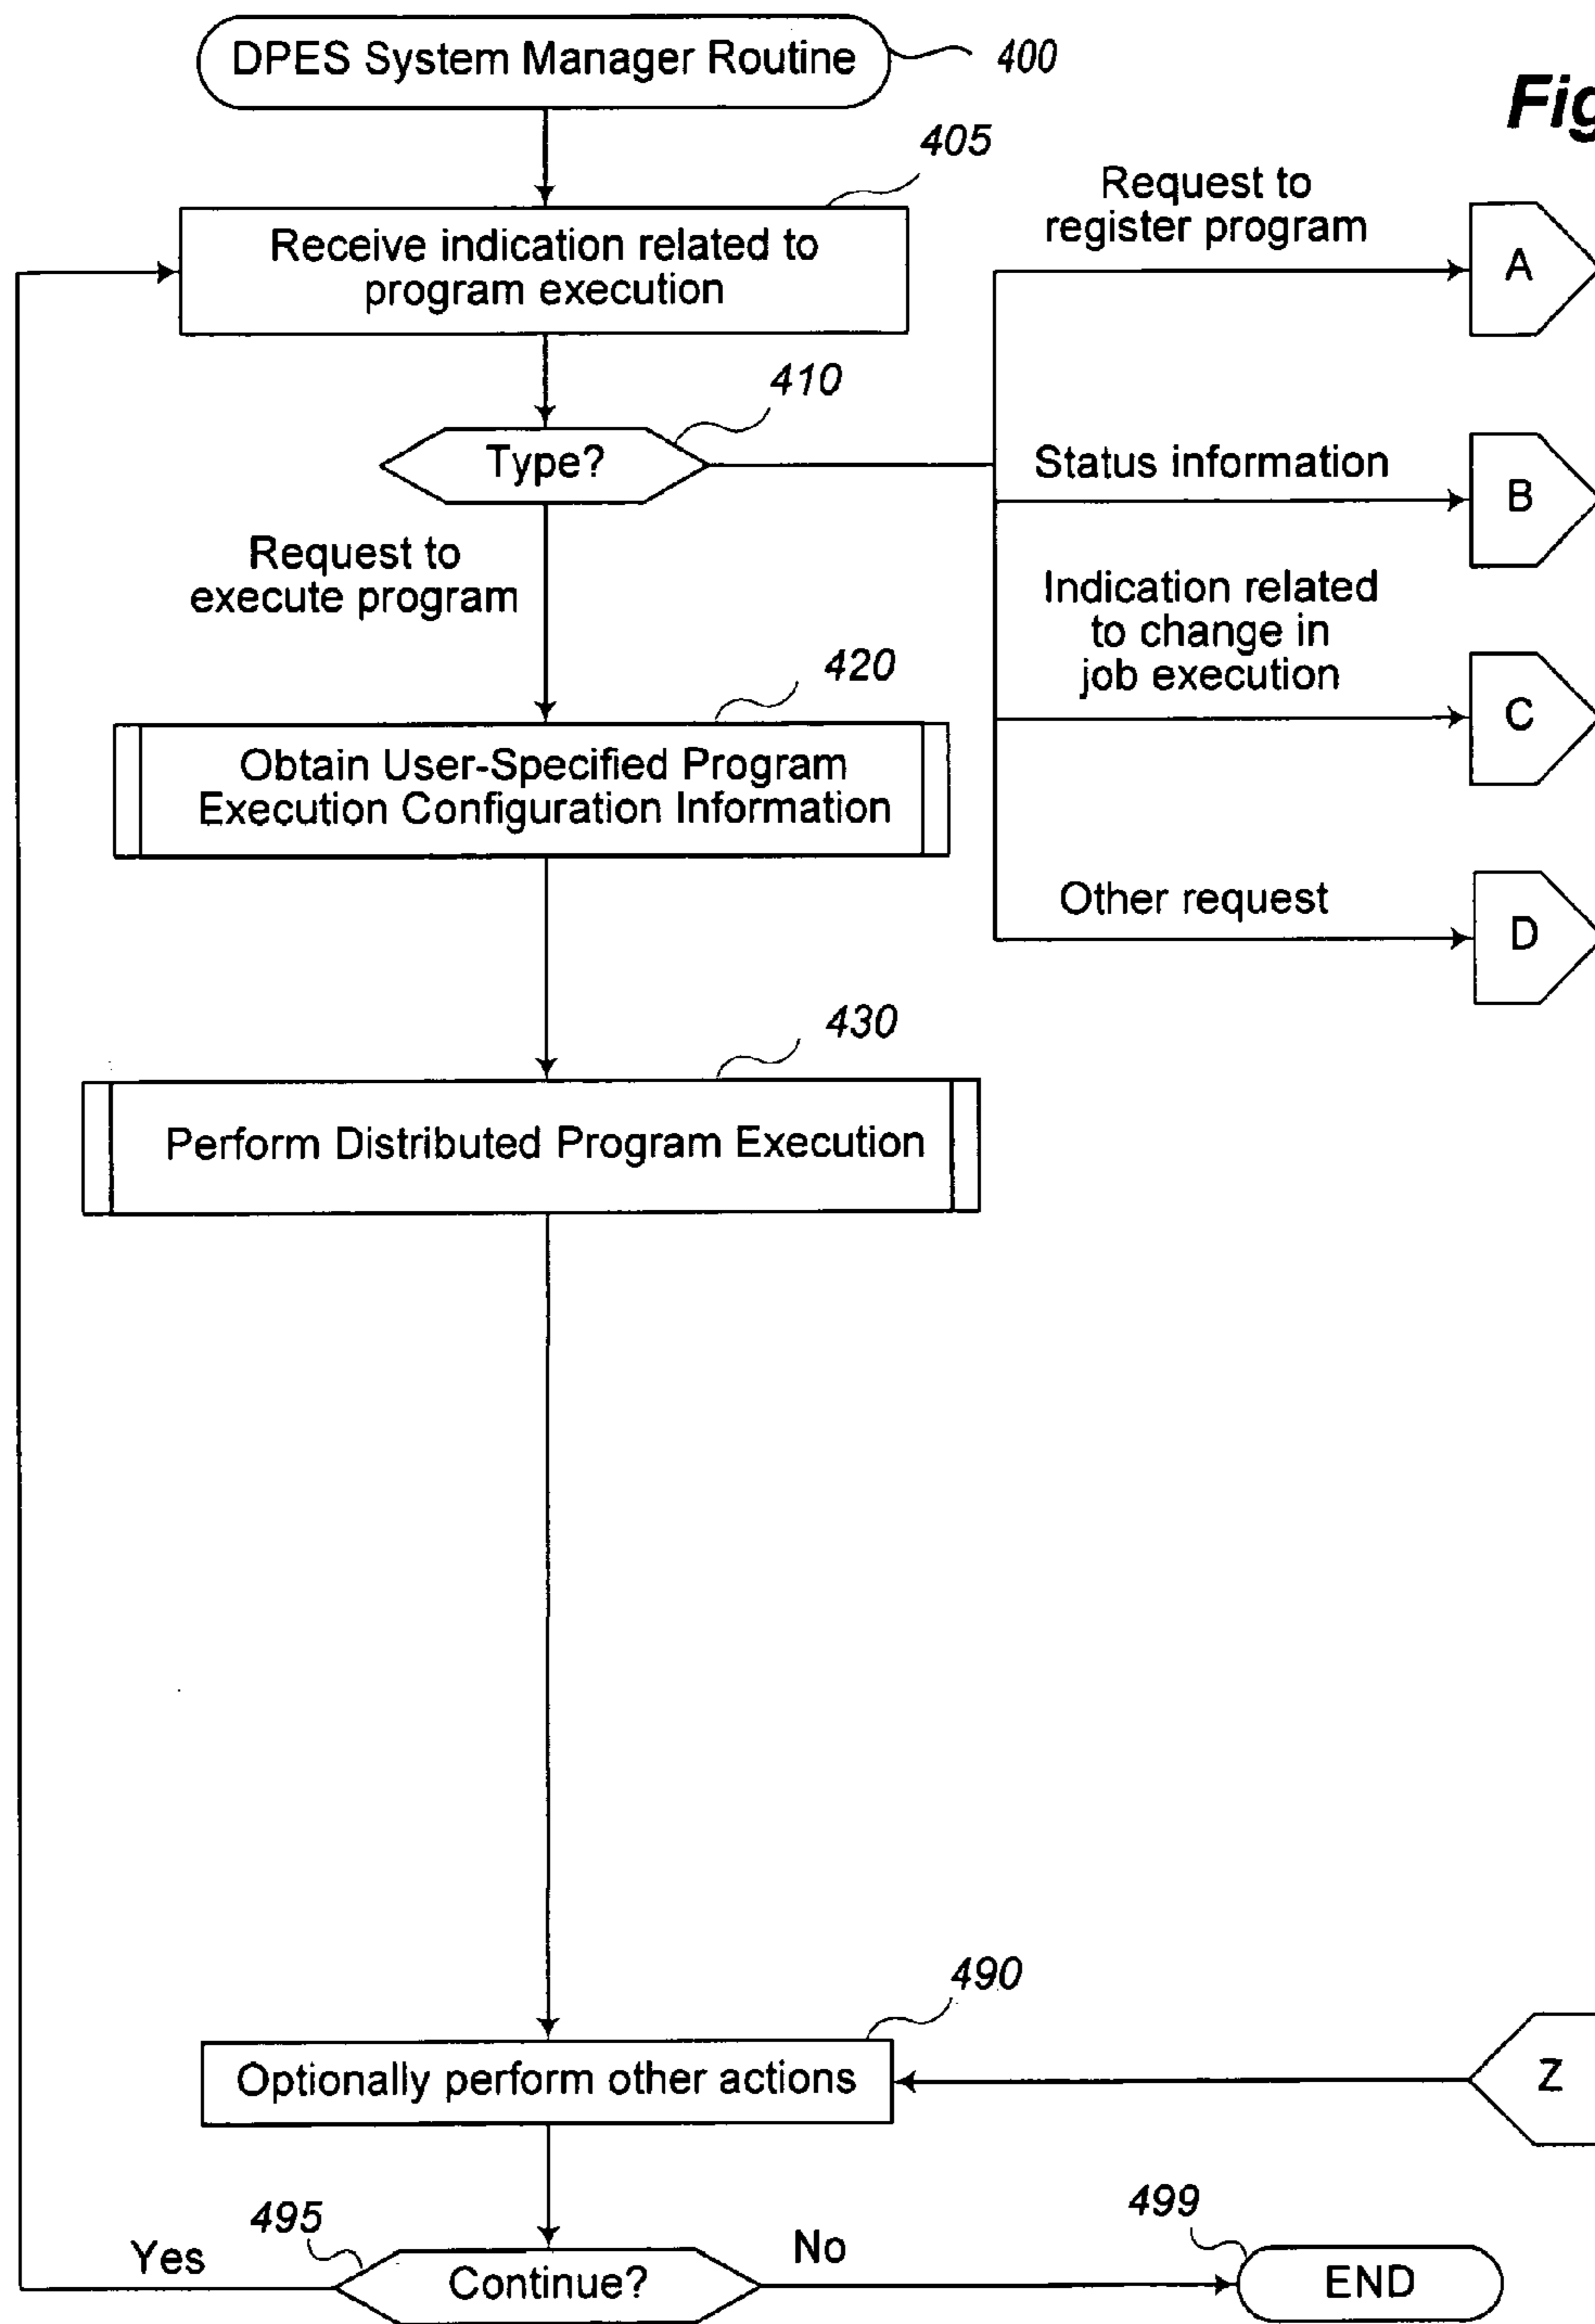 DPES System Manager Routine
400
Fig
405
Receive indication related to
program execution
Request to
register program
A
410
Type?
Status information
B
Request to
execute program
Indication related
to change in
job execution
C
420
Obtain User-Specified Program
Execution Configuration Information
Other request
D
430
Perform Distributed Program Execution
490
Optionally perform other actions
Z
495
Yes
Continue?
No
499
END